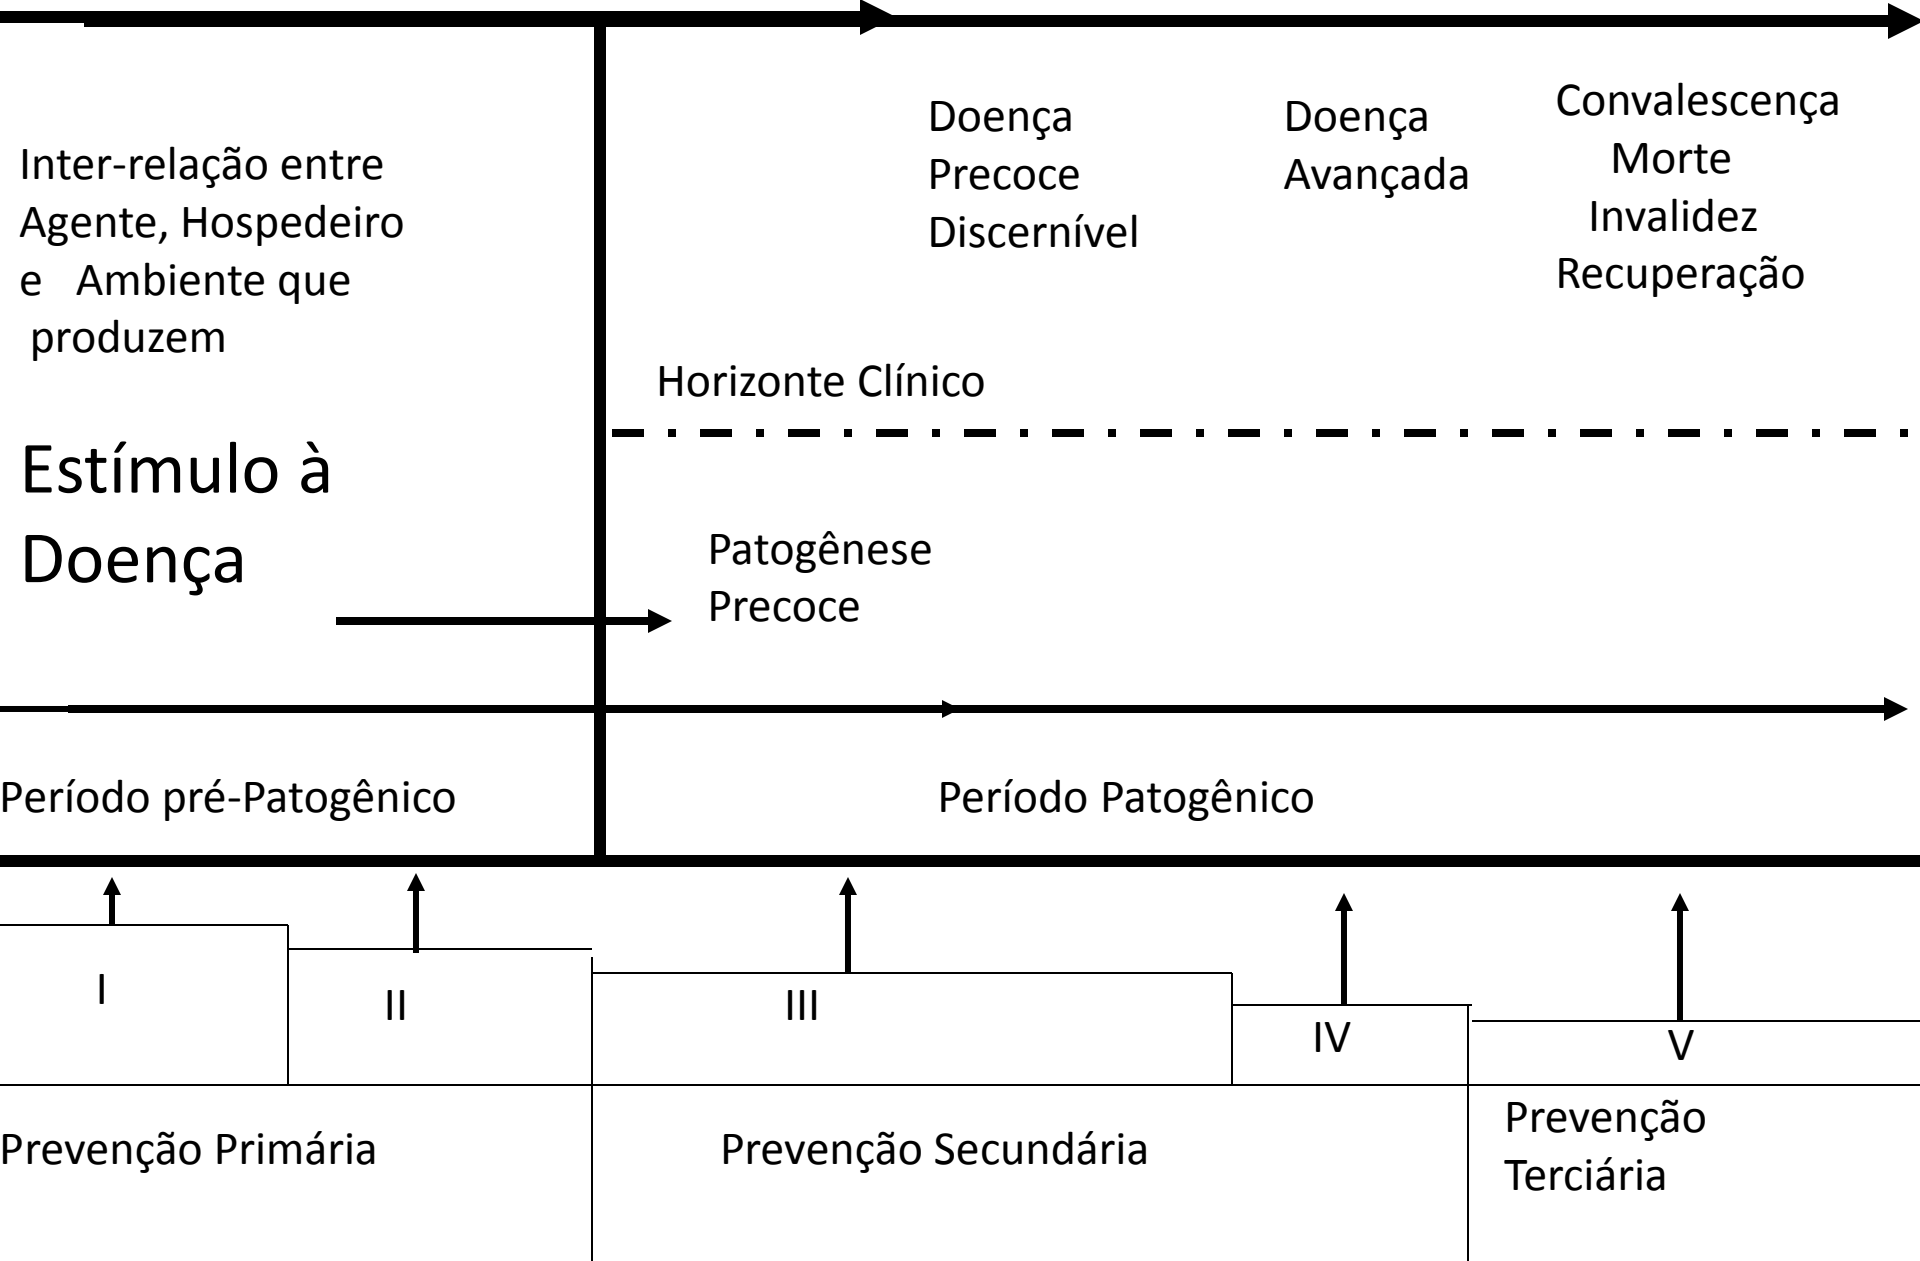 Inter-relação entre
Agente, Hospedeiro
e Ambiente que
produzem
Estímulo à
Doença
Doença
Precoce
Discernível
Doença
Avançada
Convalescença
Morte
Invalidez
Recuperação
Horizonte Clínico
Patogênese
Precoce
Período pré-Patogênico
Período Patogênico
I
II
III
IV
V
Prevenção Primária
Prevenção Secundária
Prevenção
Terciária